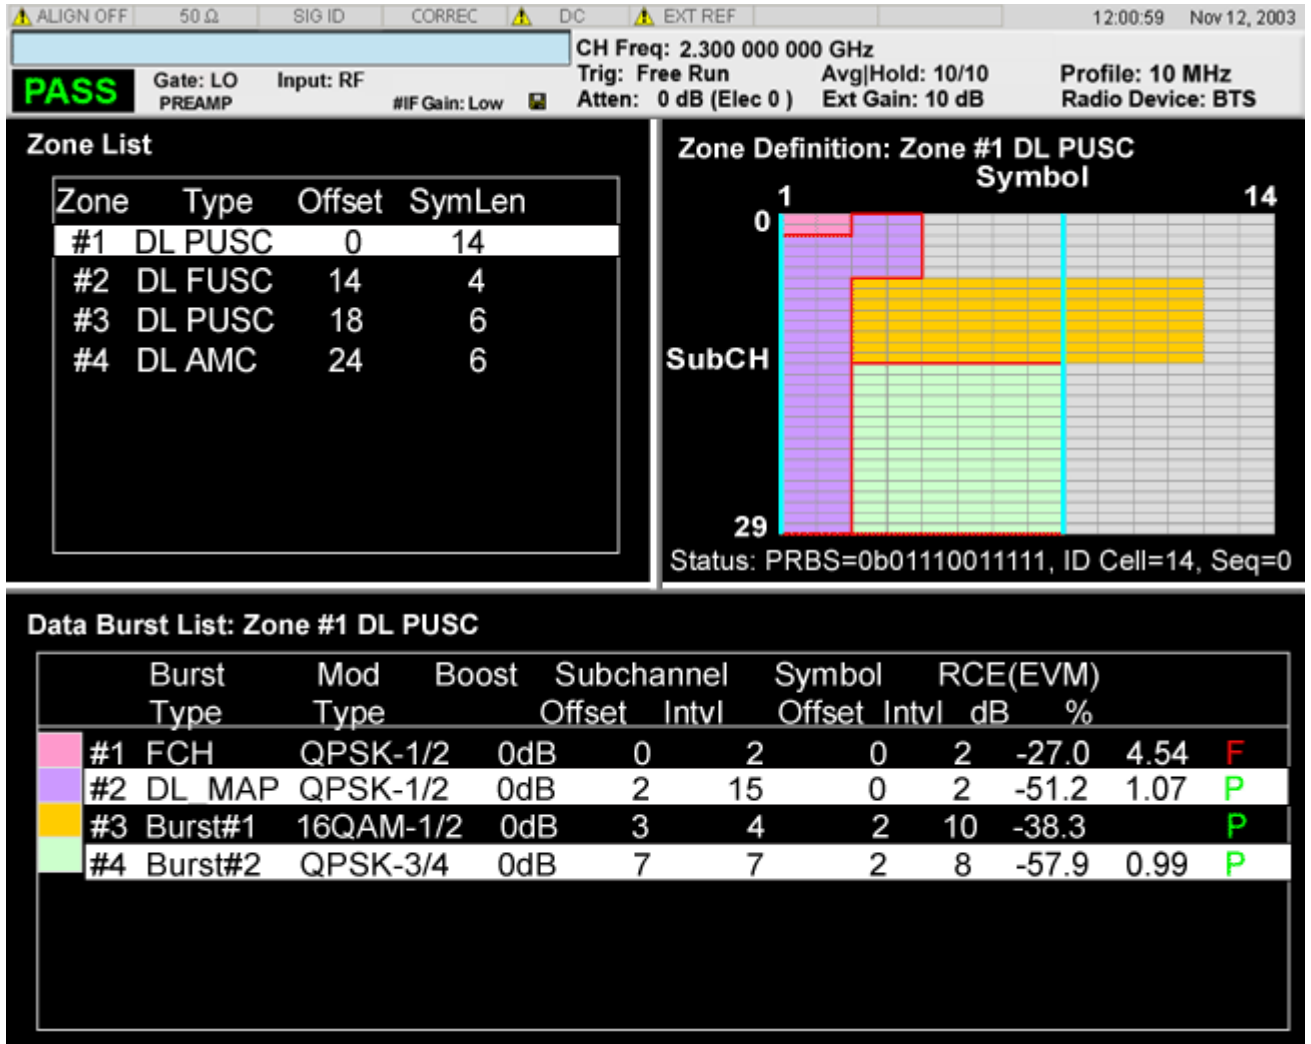 ALIGN OFF 50 Ω SIG ID CORREC DC EXT REF 12:00:59 Nov 12, 2003
CH Freq: 2.300 000 000 GHz
PASS Gate: LO Input: RF Trig: Free Run Avg|Hold: 10/10 Profile: 10 MHz
PREAMP #IF Gain: Low Atten: 0 dB (Elec 0 ) Ext Gain: 10 dB Radio Device: BTS
Zone List
Zone Type Offset SymLen
#1 DL PUSC 0 14
#2 DL FUSC 14 4
#3 DL PUSC 18 6
#4 DL AMC 24 6
Zone Definition: Zone #1 DL PUSC
Symbol
1 14
0
SubCH
29
Status: PRBS=0b01110011111, ID Cell=14, Seq=0
Data Burst List: Zone #1 DL PUSC
Burst Mod Boost Subchannel Symbol RCE(EVM)
Type Type Offset Intvl Offset Intvl dB %
#1 FCH QPSK-1/2 0dB 0 2 0 2 -27.0 4.54 F
#2 DL_MAP QPSK-1/2 0dB 2 15 0 2 -51.2 1.07 P
#3 Burst#1 16QAM-1/2 0dB 3 4 2 10 -38.3 P
#4 Burst#2 QPSK-3/4 0dB 7 7 2 8 -57.9 0.99 P